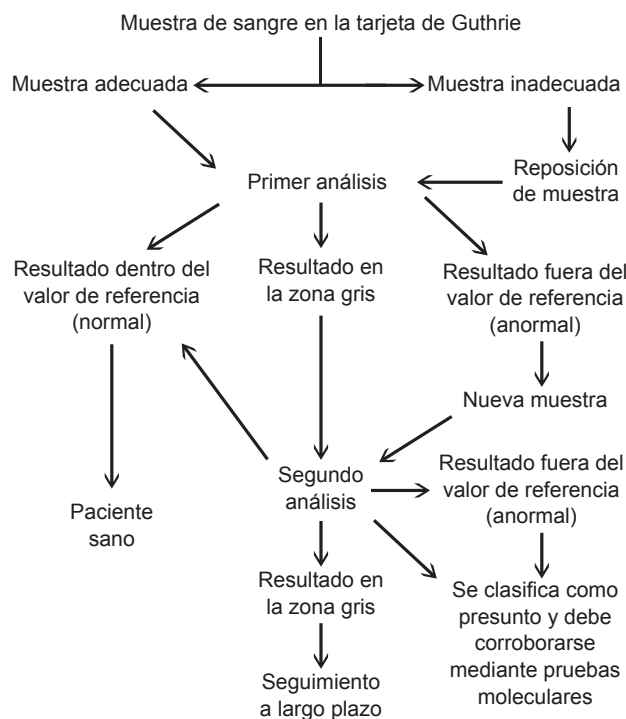 Muestra de sangre en la tarjeta de Guthrie
Muestra adecuada
Muestra inadecuada
Primer análisis
Reposición
de muestra
Resultado dentro del
valor de referencia
(normal)
Resultado en
la zona gris
Resultado fuera del
valor de referencia
(anormal)
Nueva muestra
Segundo
análisis
Resultado fuera del
valor de referencia
(anormal)
Paciente
sano
Resultado en
la zona gris
Se clasifica como
presunto y debe
corroborarse
mediante pruebas
moleculares
Seguimiento
a largo plazo